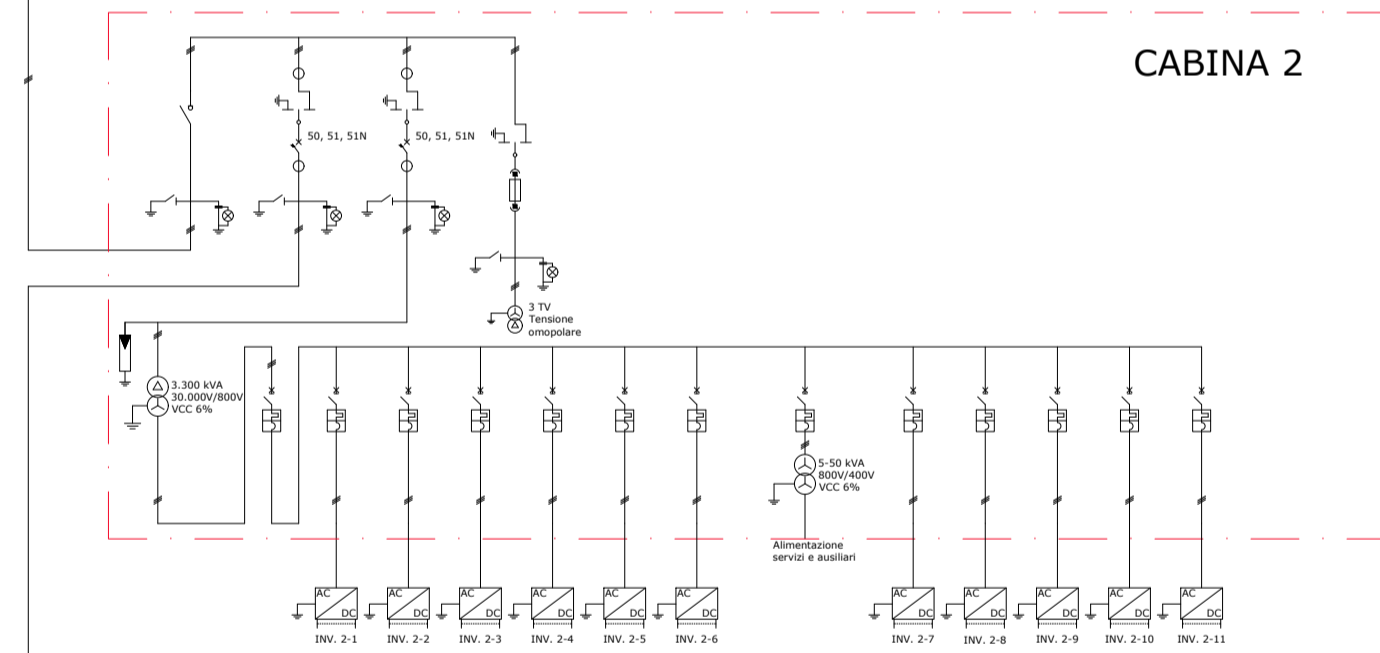 CABINA 2
50, 51, 51N
50, 51, 51N
3 TV
Tensione
omopolare
3.300 kVA
30.000V/800V
VCC 6%
5-50 kVA
800V/400V
VCC 6%
Alimentazione
servizi e ausiliari
AC
DC
AC
DC
AC
DC
AC
DC
AC
DC
AC
DC
AC
DC
AC
DC
AC
DC
AC
DC
AC
DC
INV. 2-1
INV. 2-2
INV. 2-3
INV. 2-4
INV. 2-5
INV. 2-6
INV. 2-7
INV. 2-8
INV. 2-9
INV. 2-10
INV. 2-11